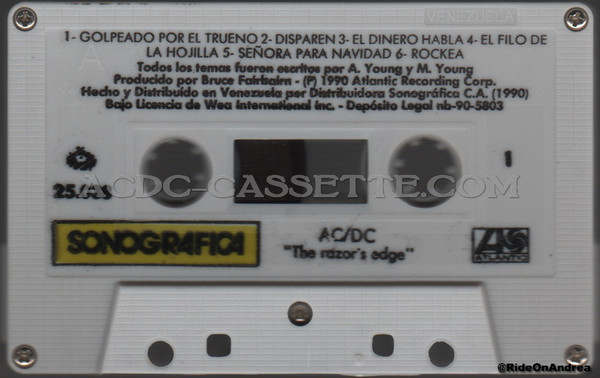 VENEZUELA
1- GOLPEADO POR EL TRUENO 2- DISPAREN 3- EL DINERO HABLA 4- EL FILO DE
LA HOJILLA 5- SEÑORA PARA NAVIDAD 6- ROCKEA
A
Todos los temas fueron escritos por A. Young y M. Young
Producido por Bruce Fairbairn - (P) 1990 Atlantic Recording Corp.
Hecho y Distribuído en Venezuela por Distribuidora Sonográfica C.A. (1990)
Bajo Licencia de Wea International Inc. - Depósito Legal nb-90-5803
1
ACDC-CASSETTE.COM
SONOGRAFICA
AC/DC
"The razor's edge"
ATLANTIC
@RideOnAndrea